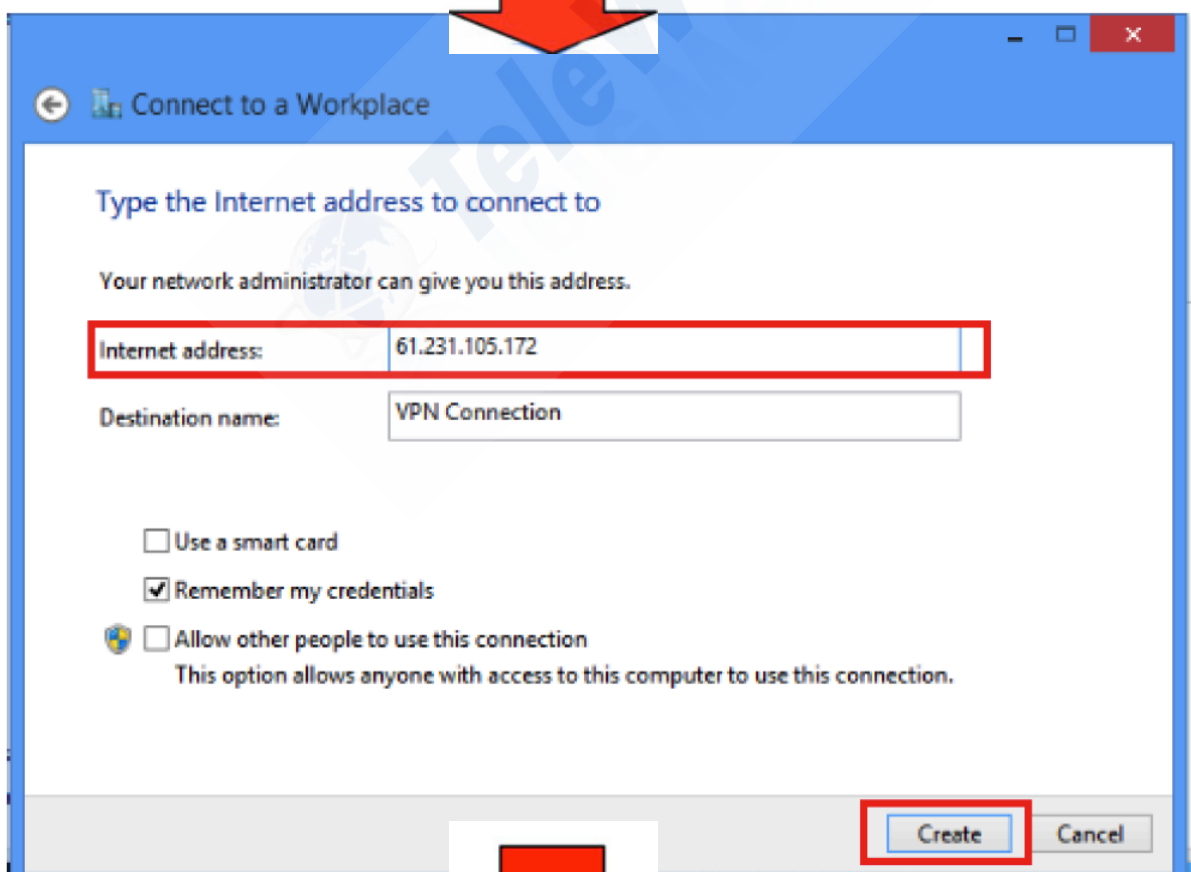 Connect to a Workplace
Type the Internet address to connect to
Your network administrator can give you this address.
Internet address: 61.231.105.172
Destination name: VPN Connection
Use a smart card
Remember my credentials
Allow other people to use this connection
This option allows anyone with access to this computer to use this connection.
Create Cancel